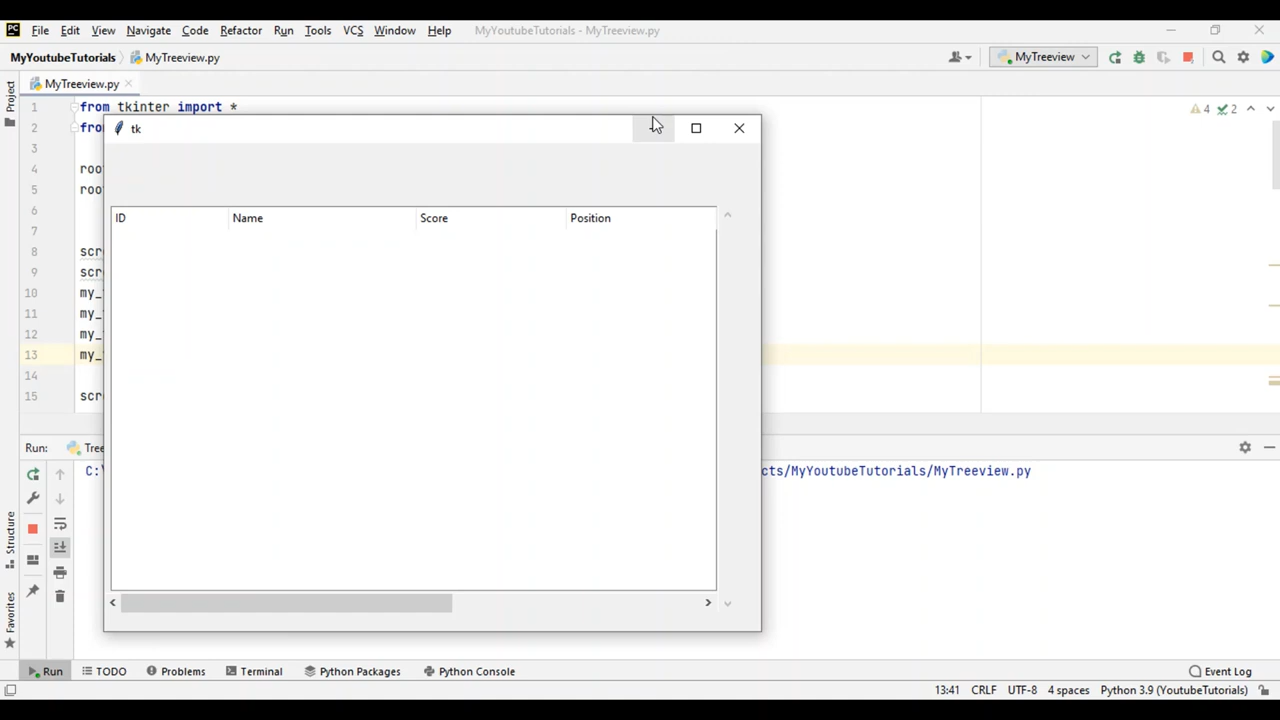 PC File Edit View Navigate Code Refactor Run Tools VCS Window Help MyYoutubeTutorials - MyTreeview.py
MyYoutubeTutorials MyTreeview.py MyTreeview
Project
MyTreeview.py
1 from tkinter import * 4 2
2 fro
tk
3
4 roo
5 roo
6
ID Name Score Position
7
8 scr
9 scr
10 my_
11 my_
12 my_
13 my_
14
15 scr
Run: Tree
C:\ cts/MyYoutubeTutorials/MyTreeview.py
Structure
Favorites
Run TODO Problems Terminal Python Packages Python Console Event Log
13:41 CRLF UTF-8 4 spaces Python 3.9 (YoutubeTutorials)